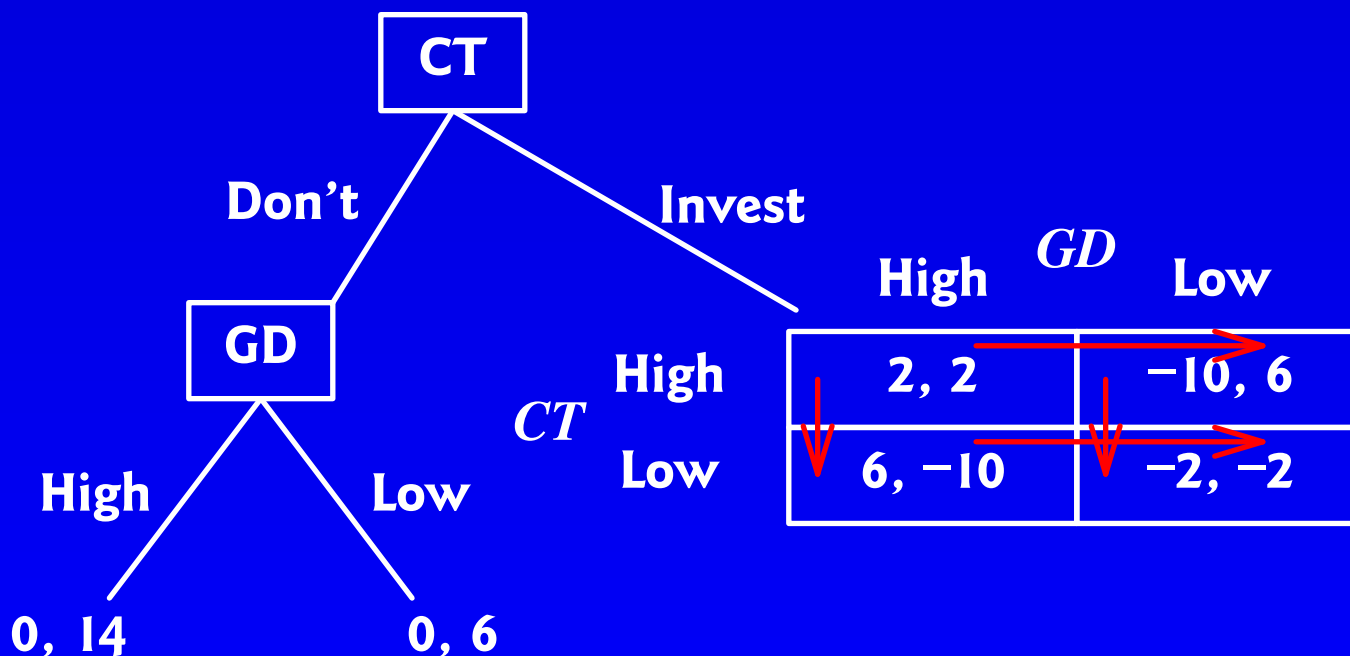 CT
Don’t
Invest
GD
High
Low
GD
High
2, 2
−10, 6
CT
Low
6, −10
−2, −2
High
Low
0, 14
0, 6